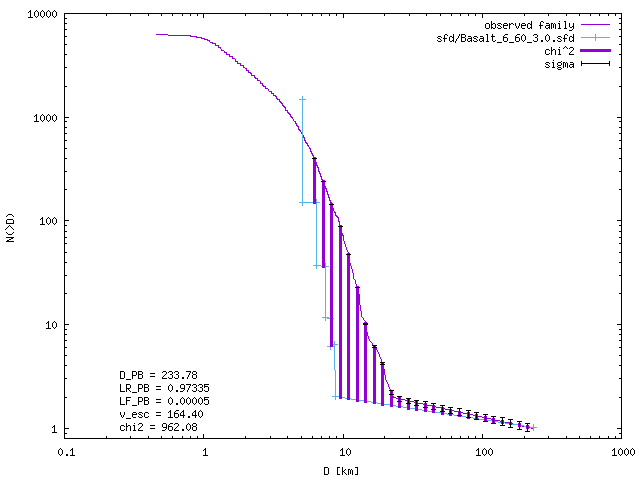 10000
1000
100
10
1
N(>D)
observed family
sfd/Basalt_6_60_3.0.sfd
chi^2
sigma
D_PB = 233.78
LR_PB = 0.97335
LF_PB = 0.00005
v_esc = 164.40
chi2 = 962.08
0.1 1 10 100 1000
D [km]